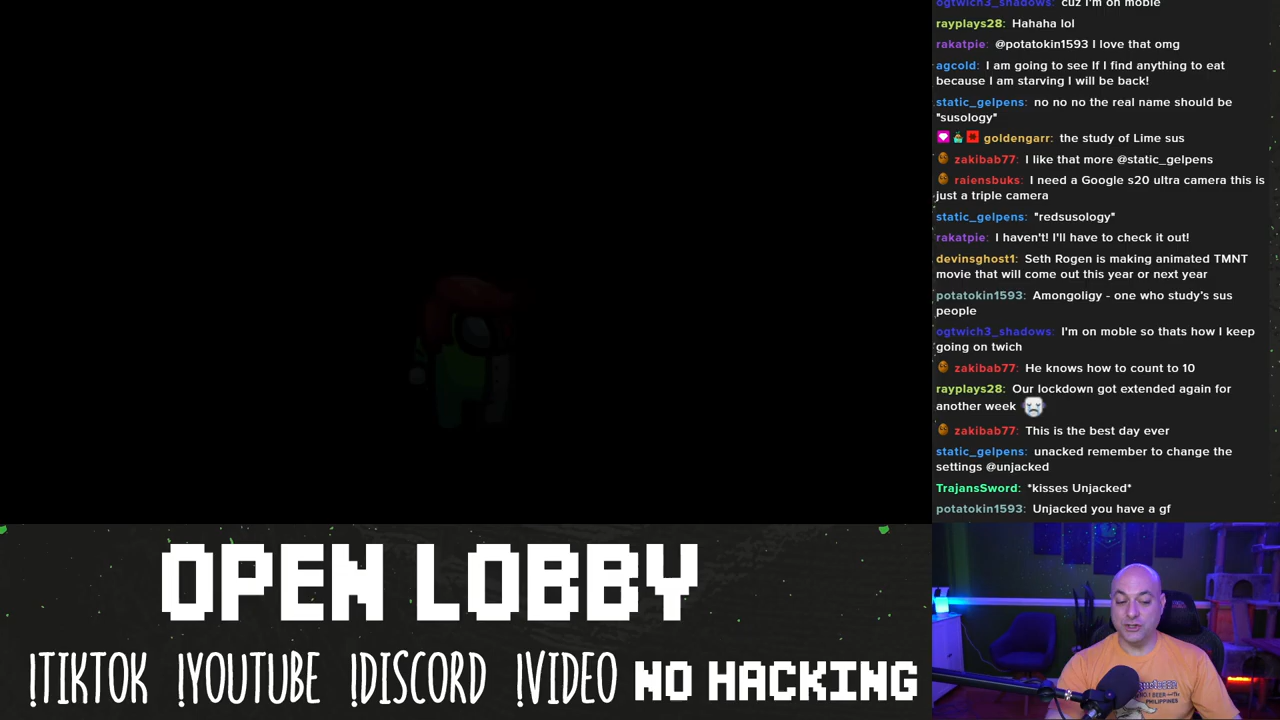 ogtwich3_shadows: cuz I'm on moble
rayplays28: Hahaha lol
rakatpie: @potatokin1593 I love that omg
agcold: I am going to see If I find anything to eat
because I am starving I will be back!
static_gelpens: no no no the real name should be
"susology"
goldengarr: the study of Lime sus
zakibab77: I like that more @static_gelpens
raiensbuks: I need a Google s20 ultra camera this is
just a triple camera
static_gelpens: "redsusology"
rakatpie: I haven't! I'll have to check it out!
devinsghost1: Seth Rogen is making animated TMNT
movie that will come out this year or next year
potatokin1593: Amongoligy - one who study's sus
people
ogtwich3_shadows: I'm on moble so thats how I keep
going on twich
zakibab77: He knows how to count to 10
rayplays28: Our lockdown got extended again for
another week
zakibab77: This is the best day ever
static_gelpens: unacked remember to change the
settings @unjacked
TrajansSword: *kisses Unjacked*
potatokin1593: Unjacked you have a gf
OPEN LOBBY
!TIKTOK !YOUTUBE !DISCORD !VIDEO NO HACKING
PHILIPPINES